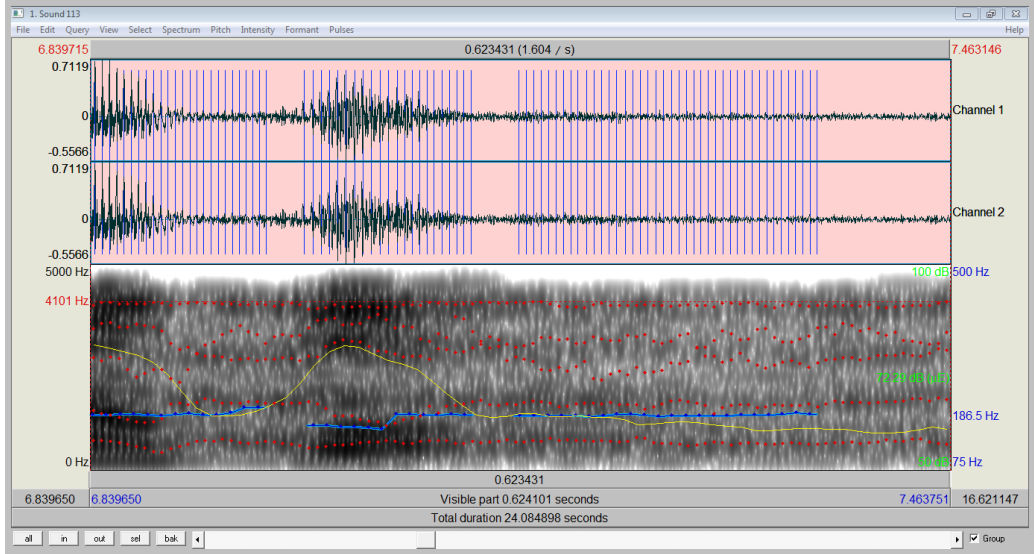 1. Sound 113
File Edit Query View Select Spectrum Pitch Intensity Formant Pulses Help
6.839715 0.623431 (1.604 / s) 7.463146
0.7119
0 Channel 1
-0.5566
0.7119
0 Channel 2
-0.5566
5000 Hz 100 dB 500 Hz
4101 Hz
186.5 Hz
0 Hz 75 Hz
0.623431
6.839650 6.839650 Visible part 0.624101 seconds 7.463751 16.621147
Total duration 24.084898 seconds
all in out sel bak Group